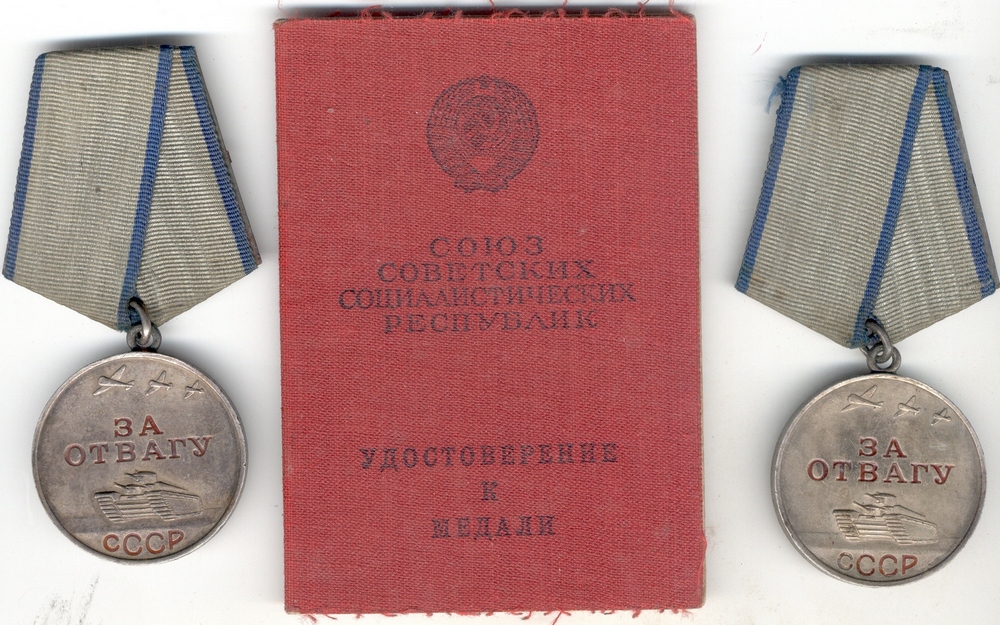 ЗА
ОТВАГУ
СССР
СОЮЗ
СОВЕТСКИХ
СОЦИАЛИСТИЧЕСКИХ
РЕСПУБЛИК
УДОСТОВЕРЕНИЕ
К
МЕДАЛИ
ЗА
ОТВАГУ
СССР